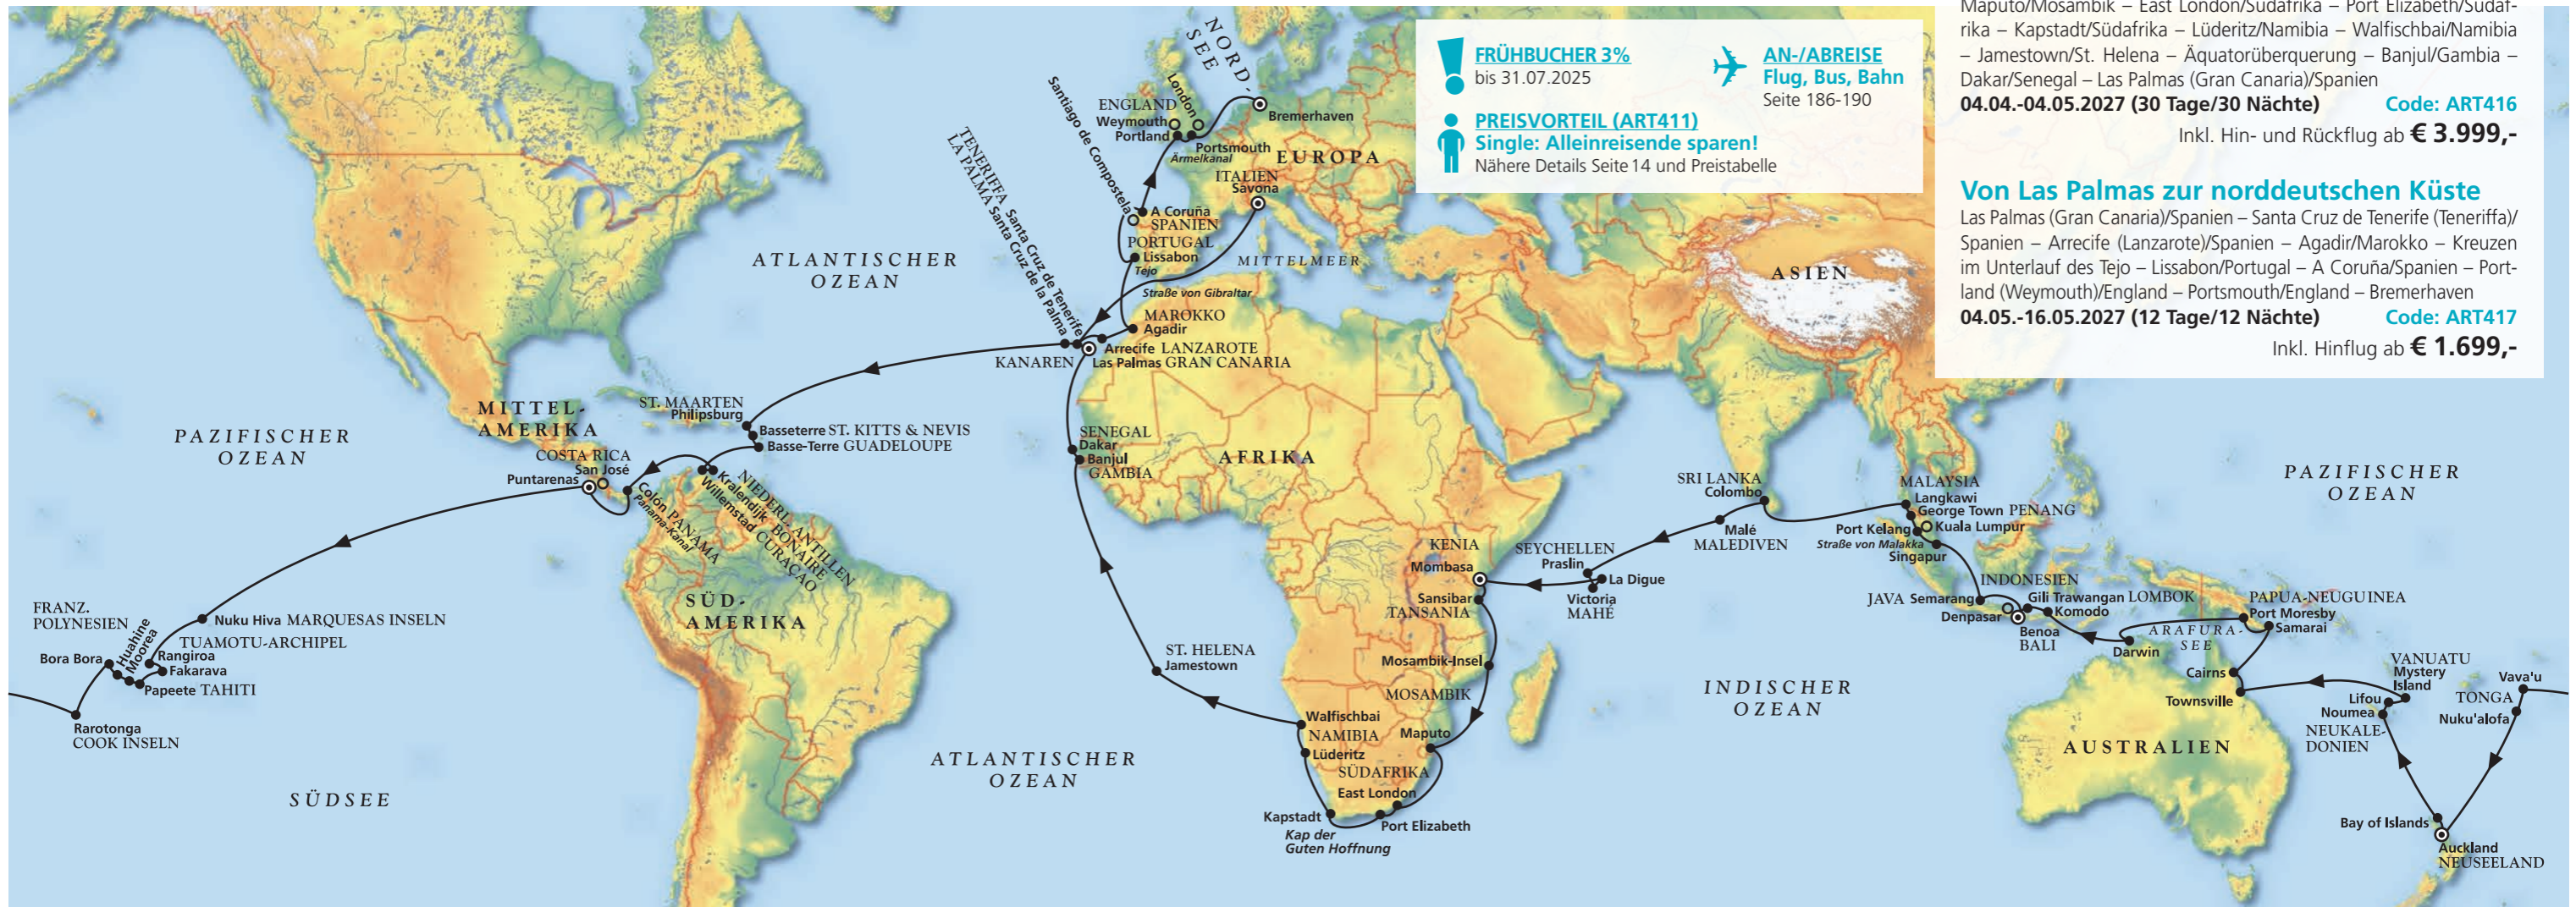 Maputo/Mosambik – East London/Südafrika – Port Elizabeth/Südaf-
rika – Kapstadt/Südafrika – Lüderitz/Namibia – Walfischbai/Namibia
– Jamestown/St. Helena – Äquatorüberquerung – Banjul/Gambia –
Dakar/Senegal – Las Palmas (Gran Canaria)/Spanien
04.04.-04.05.2027 (30 Tage/30 Nächte) Code: ART416
Inkl. Hin- und Rückflug ab € 3.999,-
Von Las Palmas zur norddeutschen Küste
Las Palmas (Gran Canaria)/Spanien – Santa Cruz de Tenerife (Teneriffa)/
Spanien – Arrecife (Lanzarote)/Spanien – Agadir/Marokko – Kreuzen
im Unterlauf des Tejo – Lissabon/Portugal – A Coruña/Spanien – Port-
land (Weymouth)/England – Portsmouth/England – Bremerhaven
04.05.-16.05.2027 (12 Tage/12 Nächte) Code: ART417
Inkl. Hinflug ab € 1.699,-
FRÜHBUCHER 3%
bis 31.07.2025
AN-/ABREISE
Flug, Bus, Bahn
Seite 186-190
PREISVORTEIL (ART411)
Single: Alleinreisende sparen!
Nähere Details Seite 14 und Preistabelle
NORD-
SEE
London
ENGLAND
Weymouth
Portland
Bremerhaven
Portsmouth
Ärmelkanal
EUROPA
ITALIEN
Savona
Santiago de Compostela
A Coruña
SPANIEN
PORTUGAL
Lissabon
Tejo
MITTELMEER
Straße von Gibraltar
TENERIFFA Santa Cruz de Tenerife
LA PALMA Santa Cruz de la Palma
MAROKKO
Agadir
Arrecife LANZAROTE
KANAREN
Las Palmas GRAN CANARIA
ATLANTISCHER
OZEAN
ASIEN
MITTEL-
AMERIKA
ST. MAARTEN
Philipsburg
Basseterre ST. KITTS & NEVIS
Basse-Terre GUADELOUPE
PAZIFISCHER
OZEAN
COSTA RICA
San José
Puntarenas
Colón PANAMA
Panama-Kanal
NIEDERL. ANTILLEN
Kralendijk BONAIRE
Willemstad CURAÇAO
SÜD-
AMERIKA
SENEGAL
Dakar
Banjul
GAMBIA
AFRIKA
KENIA
Mombasa
Sansibar
TANSANIA
SEYCHELLEN
Praslin
La Digue
Victoria
MAHÉ
SRI LANKA
Colombo
Malé
MALEDIVEN
MALAYSIA
Langkawi
George Town PENANG
Kuala Lumpur
Port Kelang
Straße von Malakka
Singapur
PAZIFISCHER
OZEAN
INDONESIEN
JAVA Semarang
Gili Trawangan LOMBOK
Komodo
Denpasar
Benoa
BALI
ARAFURA-
SEE
Darwin
PAPUA-NEUGUINEA
Port Moresby
Samarai
Cairns
Townsville
VANUATU
Mystery
Island
Lifou
Noumea
NEUKALE-
DONIEN
Vava'u
TONGA
Nuku'alofa
AUSTRALIEN
Bay of Islands
Auckland
NEUSEELAND
FRANZ.
POLYNESIEN
Nuku Hiva MARQUESAS INSELN
TUAMOTU-ARCHIPEL
Rangiroa
Fakarava
Huahine
Moorea
Bora Bora
Papeete TAHITI
Rarotonga
COOK INSELN
SÜDSEE
ATLANTISCHER
OZEAN
ST. HELENA
Jamestown
Mosambik-Insel
MOSAMBIK
Walfischbai
NAMIBIA
Lüderitz
Maputo
SÜDAFRIKA
East London
Kapstadt
Port Elizabeth
Kap der
Guten Hoffnung
INDISCHER
OZEAN